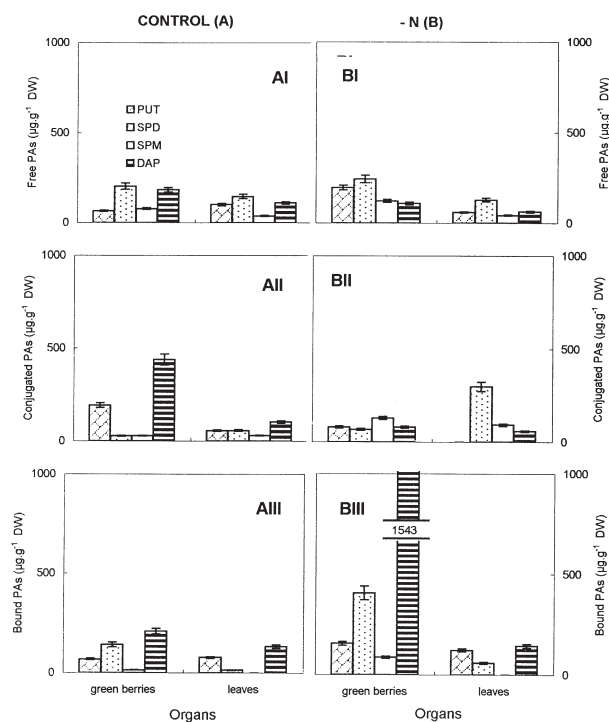 CONTROL (A)
- N (B)
1000
500
0
Free PAs (µg.g⁻¹ DW)
AI
PUT
SPD
SPM
DAP
BI
1000
500
0
Free PAs (µg.g⁻¹ DW)
1000
500
0
Conjugated PAs (µg.g⁻¹ DW)
AII
BII
1000
500
0
Conjugated PAs (µg.g⁻¹ DW)
1000
500
0
Bound PAs (µg.g⁻¹ DW)
AIII
BIII
1543
1000
500
0
Bound PAs (µg.g⁻¹ DW)
green berries
leaves
green berries
leaves
Organs
Organs